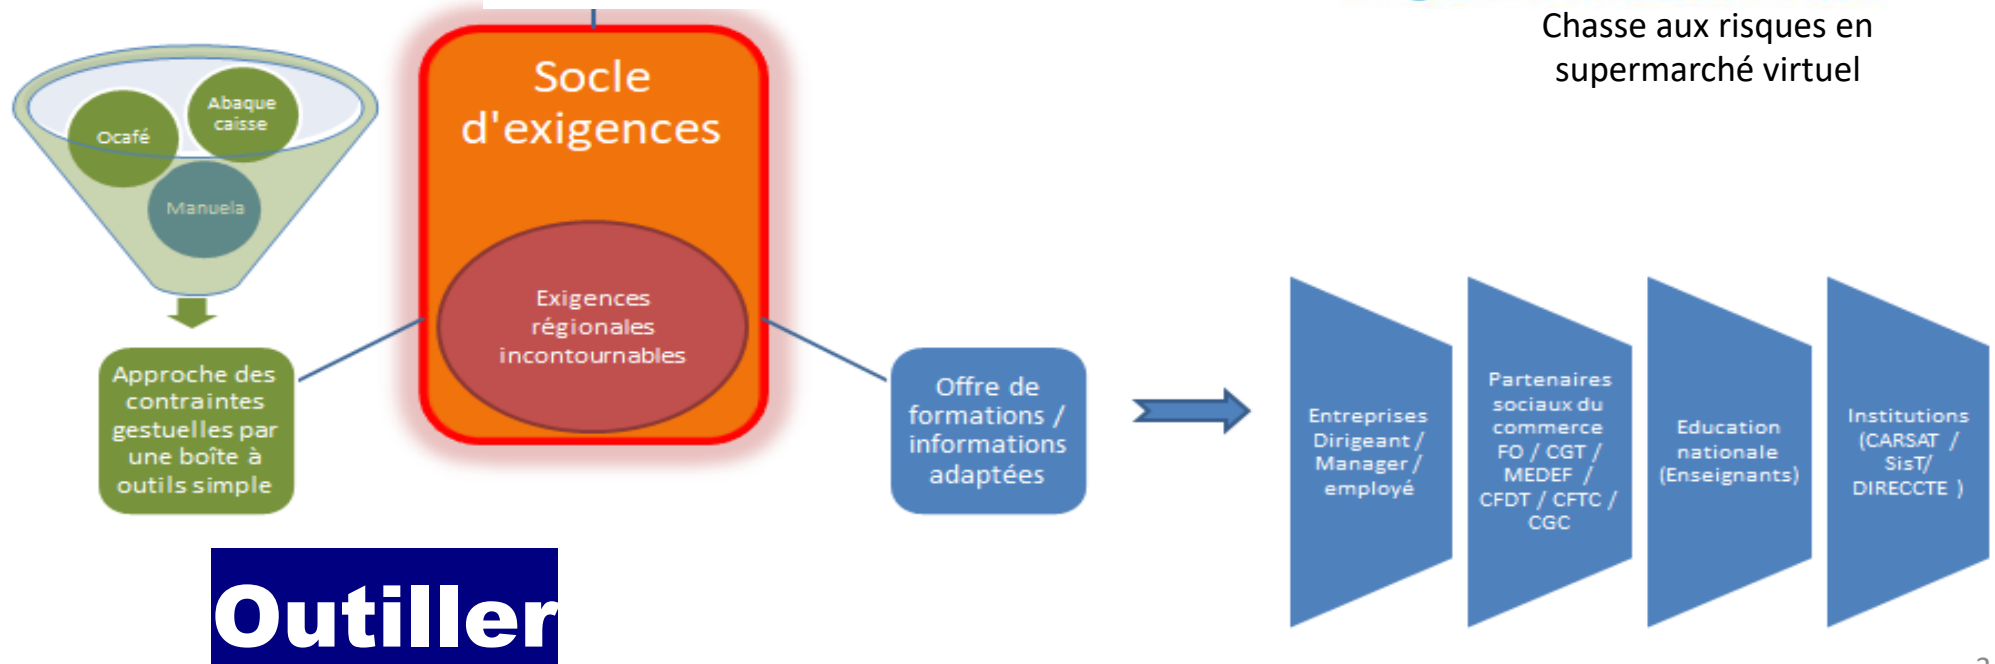 Chasse aux risques en
supermarché virtuel
Socle
d'exigences
Abaque
caisse
Ocafé
Manuela
Exigences
régionales
incontournables
Approche des
contraintes
gestuelles par
une boîte à
outils simple
Offre de
formations /
informations
adaptées
Entreprises
Dirigeant /
Manager /
employé
Partenaires
sociaux du
commerce
FO / CGT /
MEDEF /
CFDT / CFTC /
CGC
Education
nationale
(Enseignants)
Institutions
(CARSAT /
SisT/
DIRECCTE )
Outiller